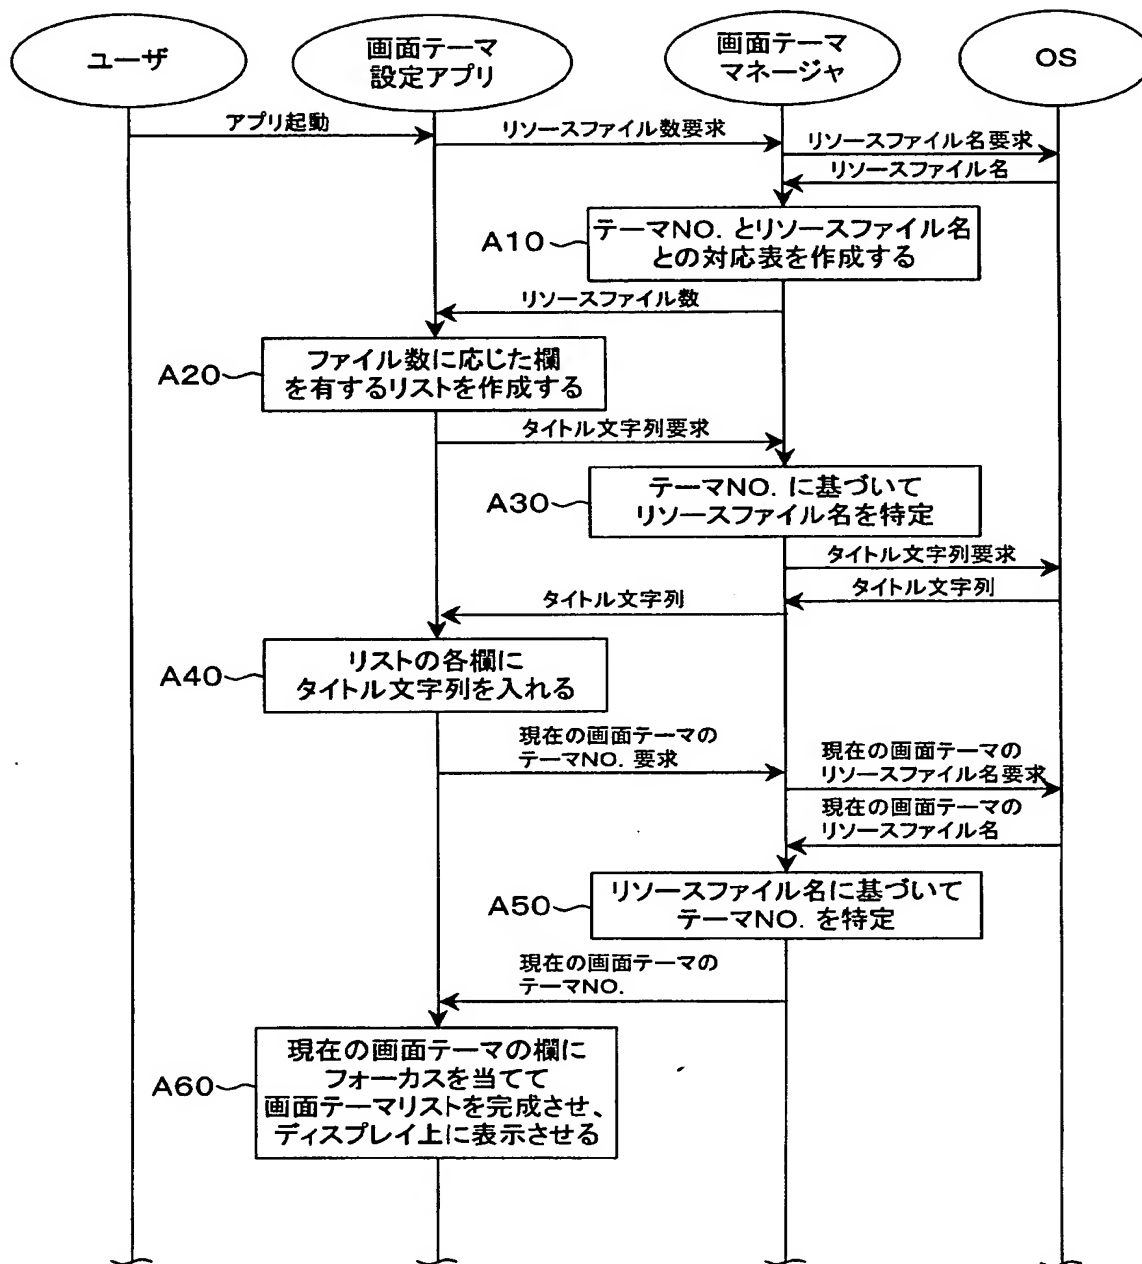 ユーザ
画面テーマ
設定アプリ
画面テーマ
マネージャ
OS
アプリ起動
リソースファイル数要求
リソースファイル名要求
リソースファイル名
A10
テーマNO. とリソースファイル名
との対応表を作成する
リソースファイル数
A20
ファイル数に応じた欄
を有するリストを作成する
タイトル文字列要求
A30
テーマNO. に基づいて
リソースファイル名を特定
タイトル文字列要求
タイトル文字列
タイトル文字列
A40
リストの各欄に
タイトル文字列を入れる
現在の画面テーマの
テーマNO. 要求
現在の画面テーマの
リソースファイル名要求
現在の画面テーマの
リソースファイル名
A50
リソースファイル名に基づいて
テーマNO. を特定
現在の画面テーマの
テーマNO.
A60
現在の画面テーマの欄に
フォーカスを当てて
画面テーマリストを完成させ、
ディスプレイ上に表示させる